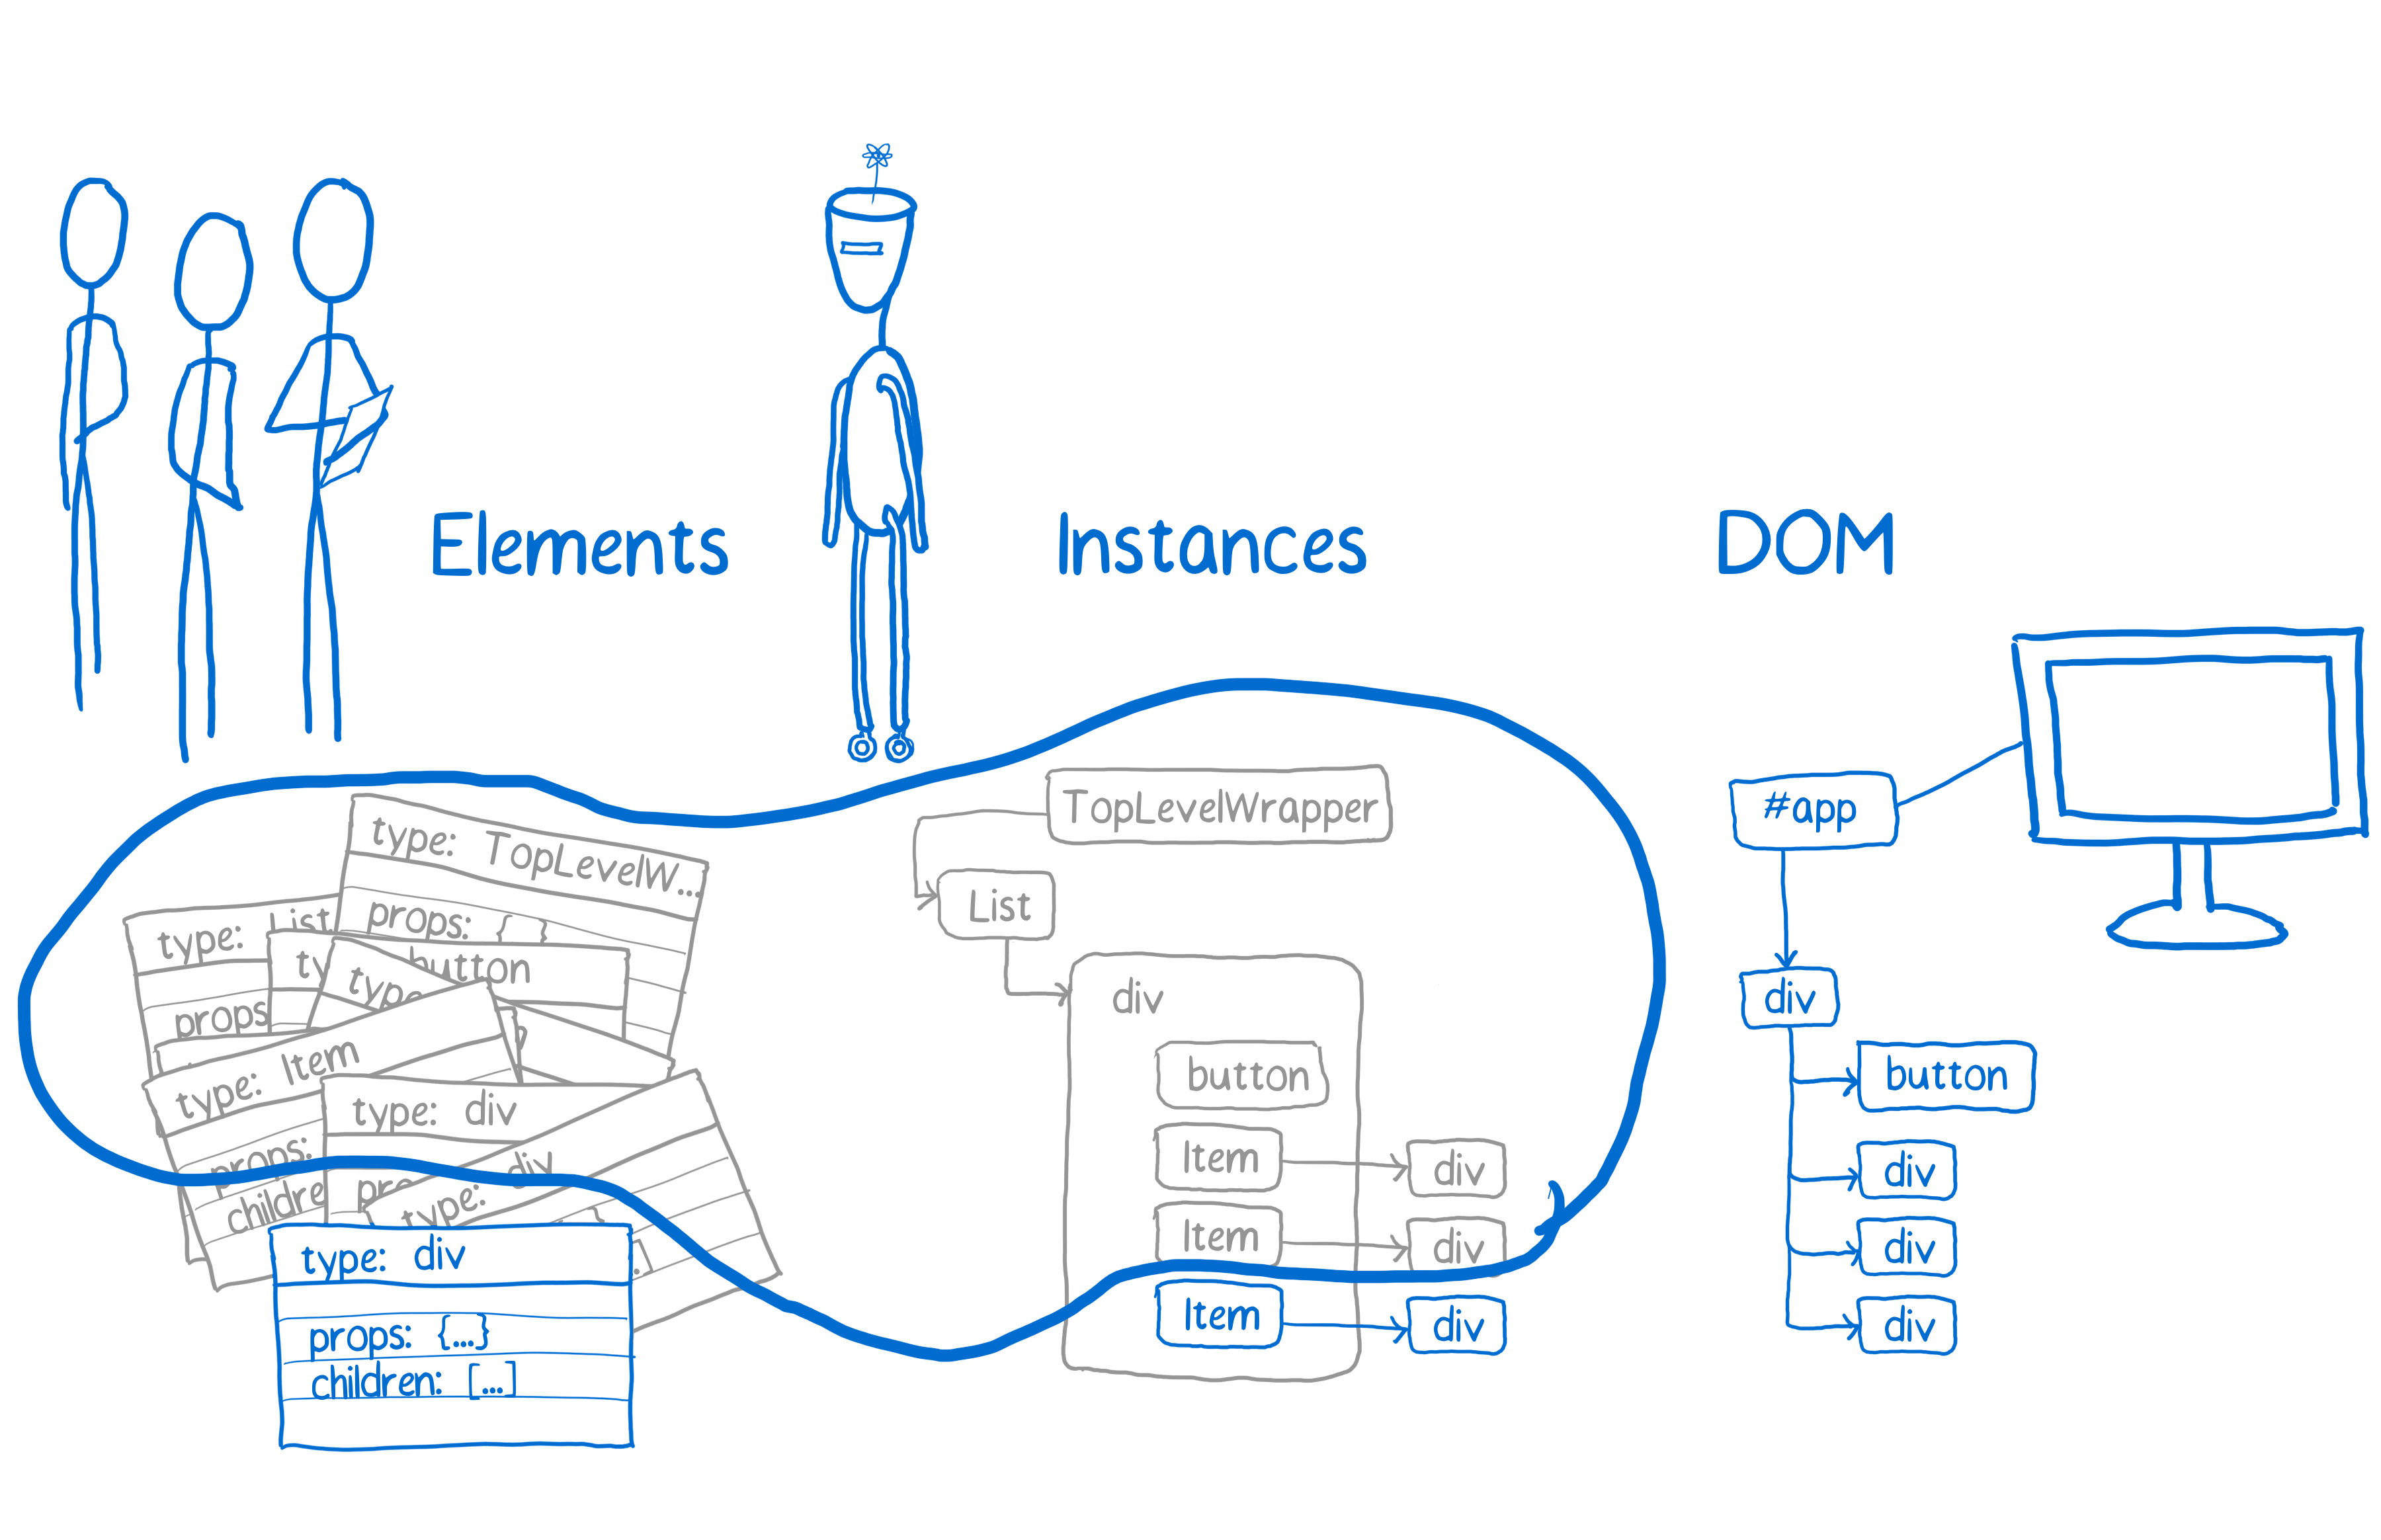 Elements
Instances
DOM
type: TopLevelW...
props: {   }
type: List
props
button
type
type: Item
props:
childre
type: div
pro
type: div
type: div
props: {...}
children: [...]
TopLevelWrapper
List
div
button
Item
div
Item
div
Item
div
#app
div
button
div
div
div